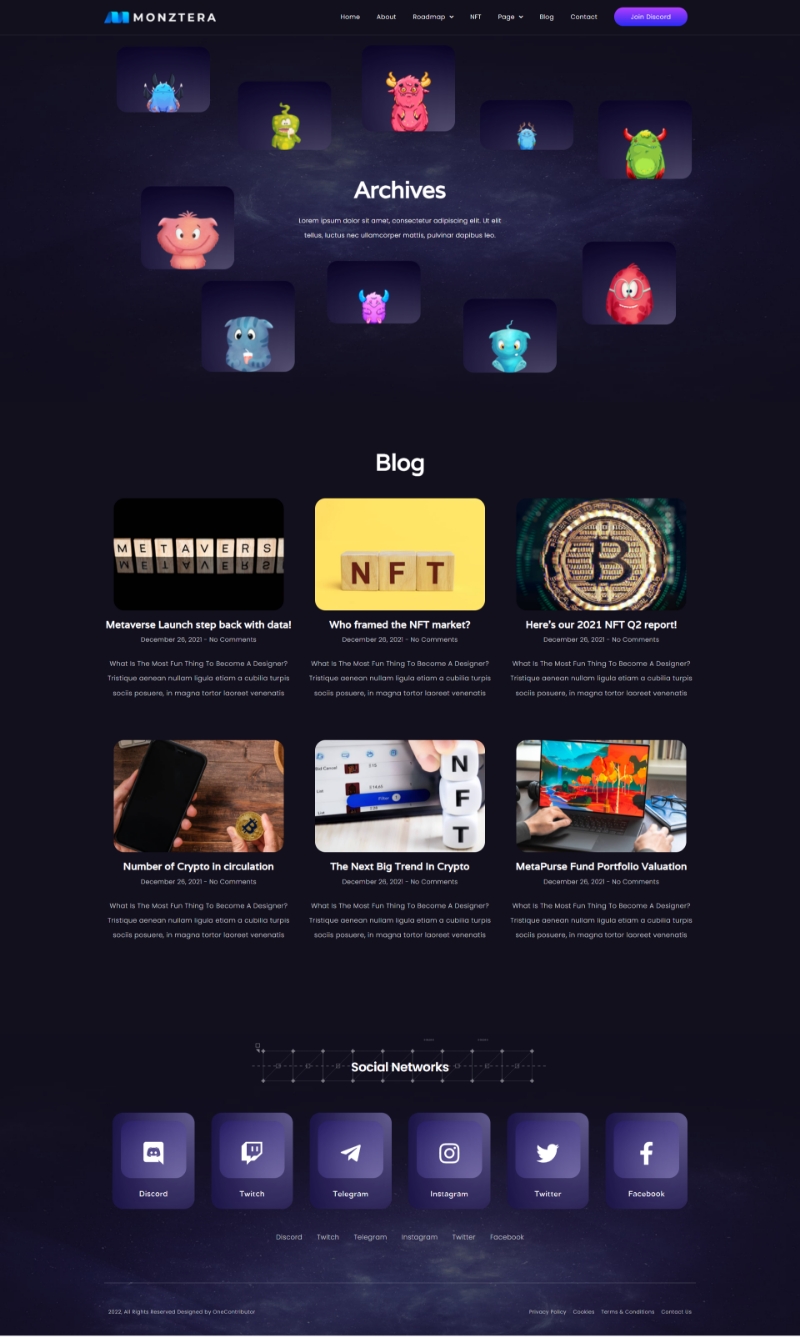 MONZTERA
Home About Roadmap NFT Page Blog Contact Join Discord
Archives
Lorem ipsum dolor sit amet, consectetur adipiscing elit. Ut elit
tellus, luctus nec ullamcorper mattis, pulvinar dapibus leo.
Blog
METAVERS
NFT
B
Metaverse Launch step back with data!
December 26, 2021 - No Comments
What Is The Most Fun Thing To Become A Designer?
Tristique aenean nullam ligula etiam a cubilia turpis
sociis posuere, in magna tortor laoreet venenatis
Who framed the NFT market?
December 26, 2021 - No Comments
What Is The Most Fun Thing To Become A Designer?
Tristique aenean nullam ligula etiam a cubilia turpis
sociis posuere, in magna tortor laoreet venenatis
Here's our 2021 NFT Q2 report!
December 26, 2021 - No Comments
What Is The Most Fun Thing To Become A Designer?
Tristique aenean nullam ligula etiam a cubilia turpis
sociis posuere, in magna tortor laoreet venenatis
Filter
N
F
T
Number of Crypto in circulation
December 26, 2021 - No Comments
What Is The Most Fun Thing To Become A Designer?
Tristique aenean nullam ligula etiam a cubilia turpis
sociis posuere, in magna tortor laoreet venenatis
The Next Big Trend In Crypto
December 26, 2021 - No Comments
What Is The Most Fun Thing To Become A Designer?
Tristique aenean nullam ligula etiam a cubilia turpis
sociis posuere, in magna tortor laoreet venenatis
MetaPurse Fund Portfolio Valuation
December 26, 2021 - No Comments
What Is The Most Fun Thing To Become A Designer?
Tristique aenean nullam ligula etiam a cubilia turpis
sociis posuere, in magna tortor laoreet venenatis
Social Networks
Discord
Twitch
Telegram
Instagram
Twitter
Facebook
Discord Twitch Telegram Instagram Twitter Facebook
2022, All Rights Reserved Designed by OneContributor
Privacy Policy Cookies Terms & Conditions Contact Us